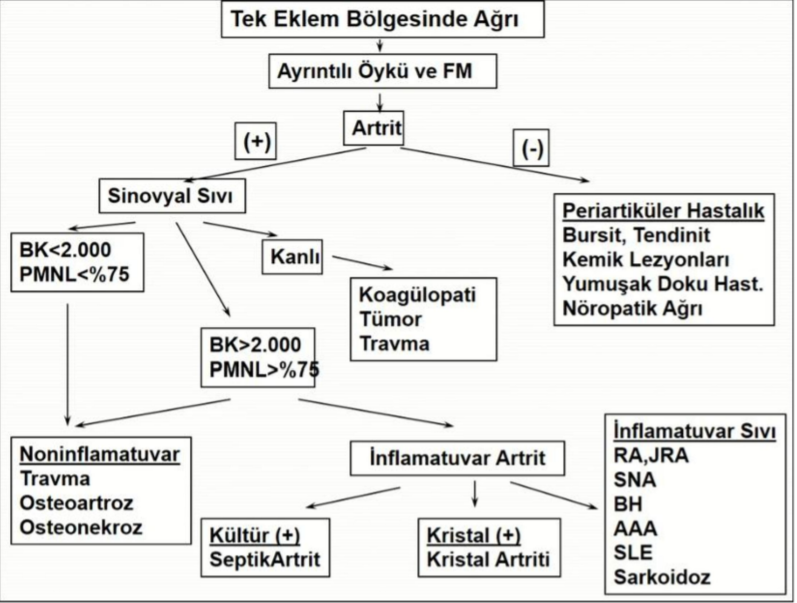 Tek Eklem Bölgesinde Ağrı
Ayrıntılı Öykü ve FM
Artrit
(+)
(-)
Sinovyal Sıvı
Periartiküler Hastalık
Bursit, Tendinit
Kemik Lezyonları
Yumuşak Doku Hast.
Nöropatik Ağrı
BK<2.000
PMNL<%75
Kanlı
Koagülopati
Tümor
Travma
BK>2.000
PMNL>%75
Noninflamatuvar
Travma
Osteoartroz
Osteonekroz
İnflamatuvar Artrit
İnflamatuvar Sıvı
RA,JRA
SNA
BH
AAA
SLE
Sarkoidoz
Kültür (+)
SeptikArtrit
Kristal (+)
Kristal Artriti